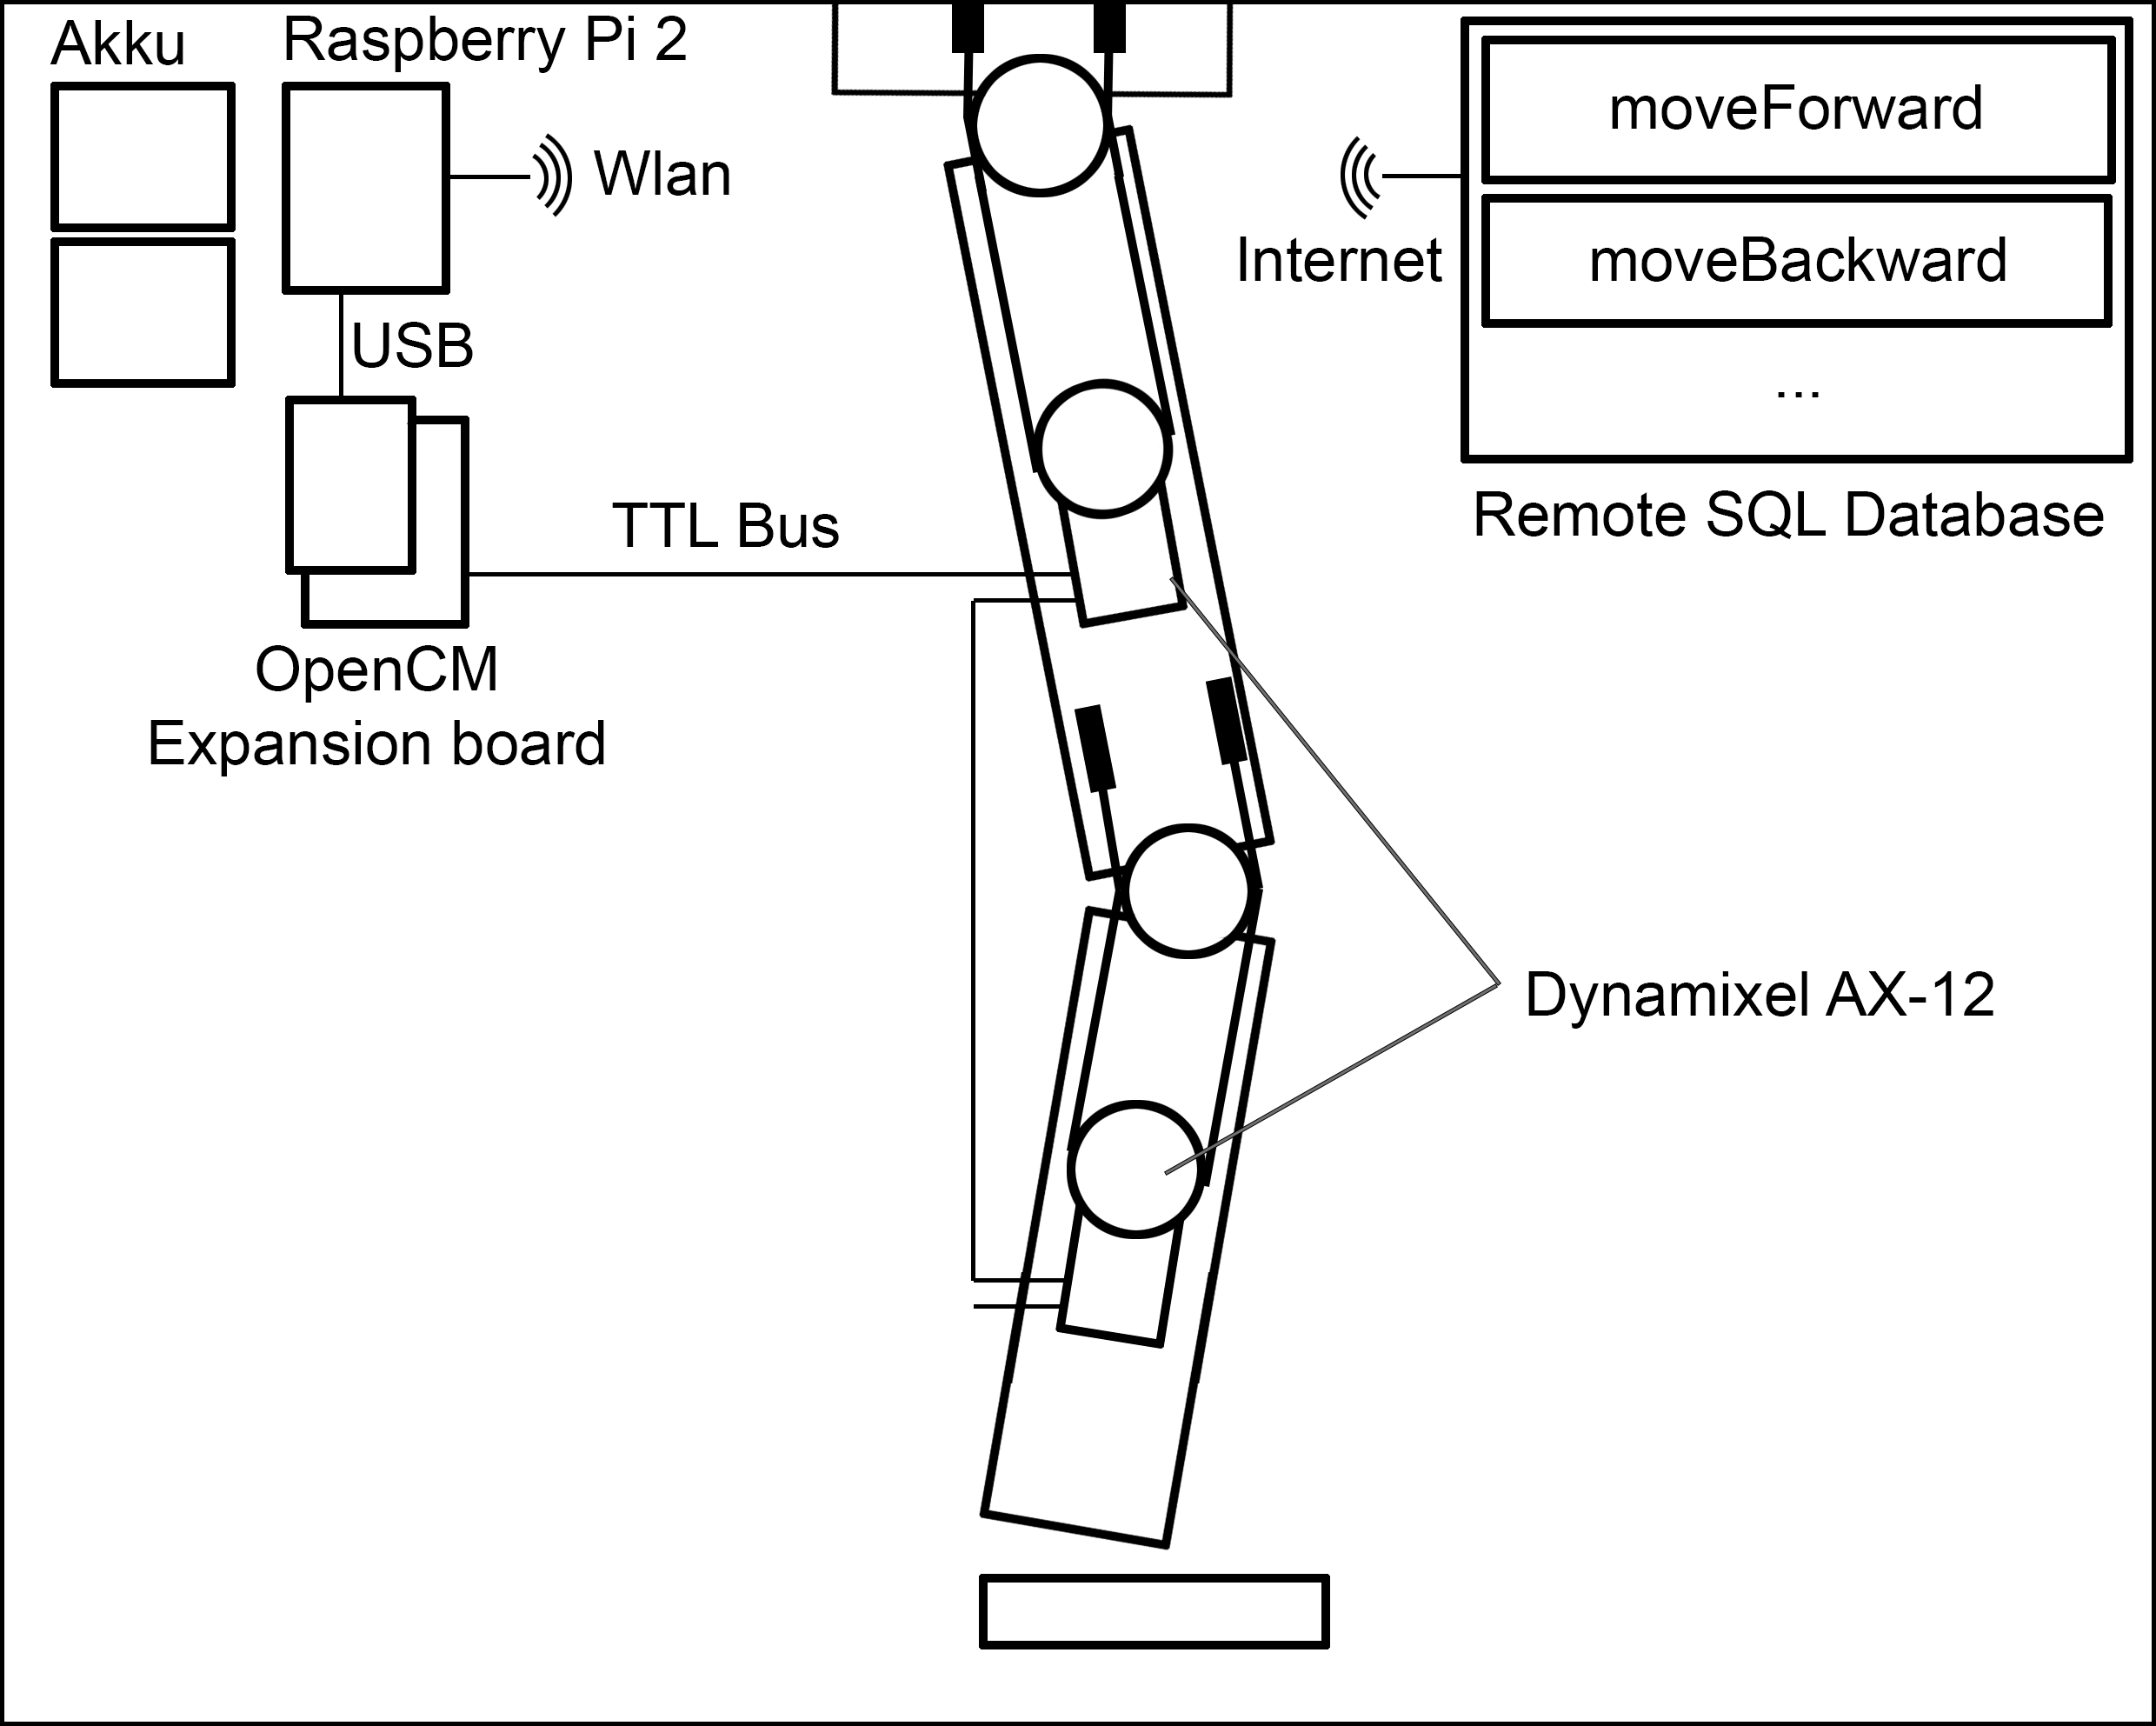 Akku
Raspberry Pi 2
Wlan
USB
OpenCM
Expansion board
TTL Bus
Internet
moveForward
moveBackward
...
Remote SQL Database
Dynamixel AX-12